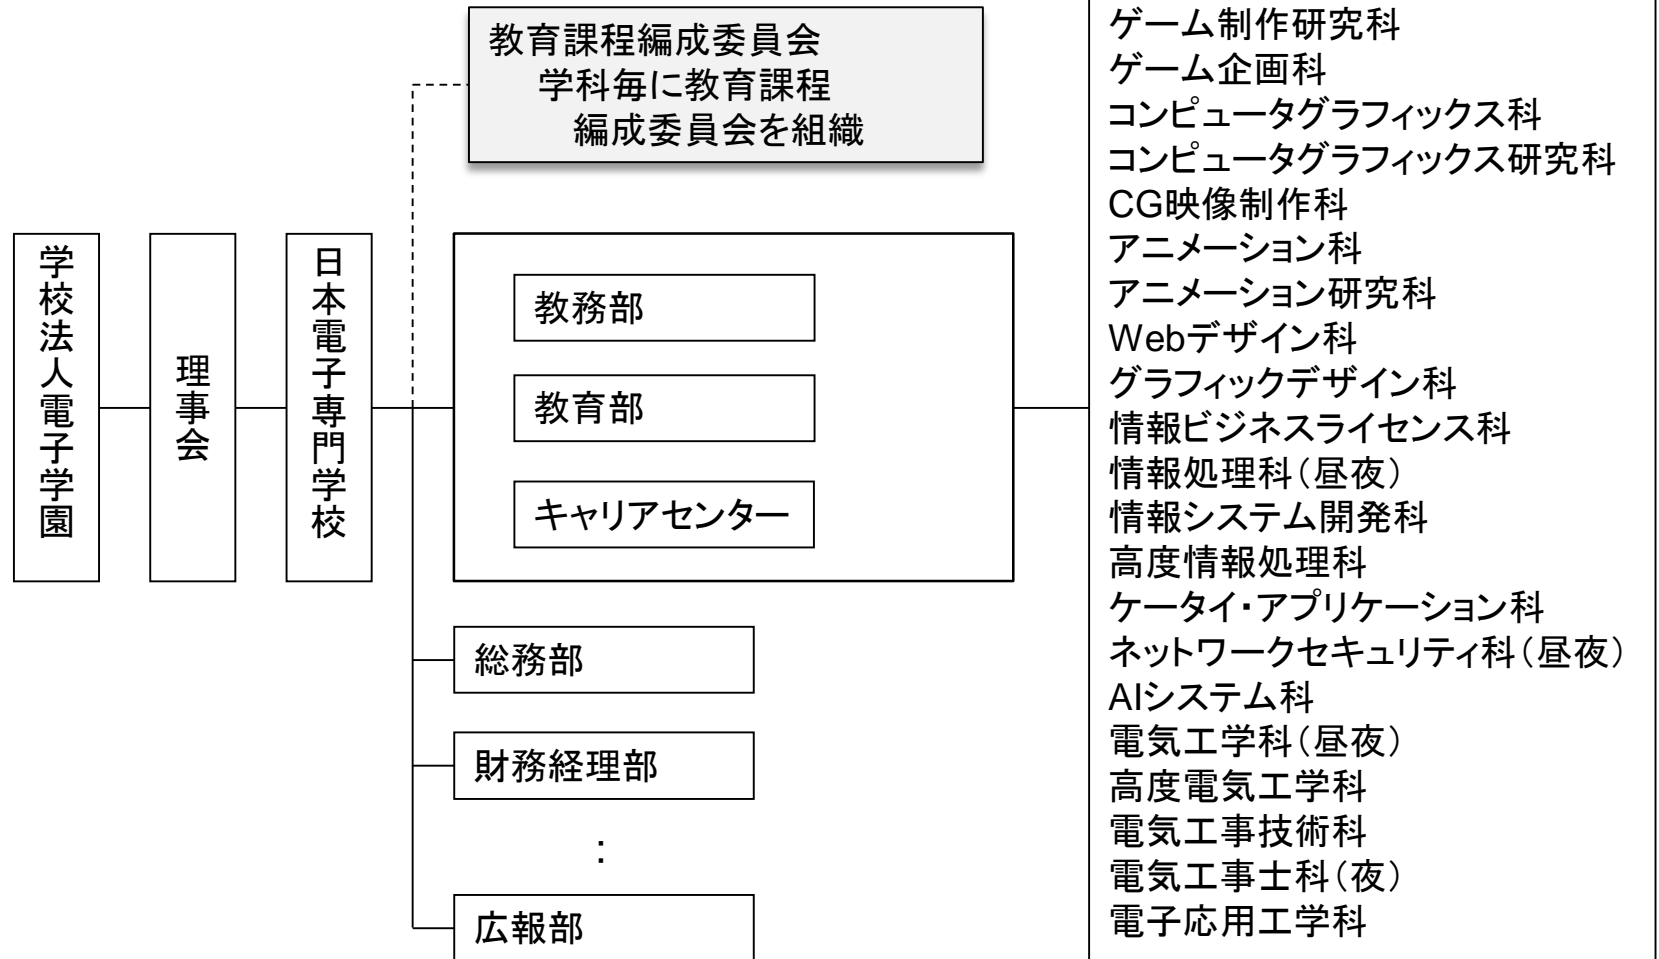 教育課程編成委員会
学科毎に教育課程
編成委員会を組織
学校法人電子学園
理事会
日本電子専門学校
教務部
教育部
キャリアセンター
総務部
財務経理部
:
広報部
ゲーム制作研究科
ゲーム企画科
コンピュータグラフィックス科
コンピュータグラフィックス研究科
CG映像制作科
アニメーション科
アニメーション研究科
Webデザイン科
グラフィックデザイン科
情報ビジネスライセンス科
情報処理科(昼夜)
情報システム開発科
高度情報処理科
ケータイ・アプリケーション科
ネットワークセキュリティ科(昼夜)
AIシステム科
電気工学科(昼夜)
高度電気工学科
電気工事技術科
電気工事士科(夜)
電子応用工学科